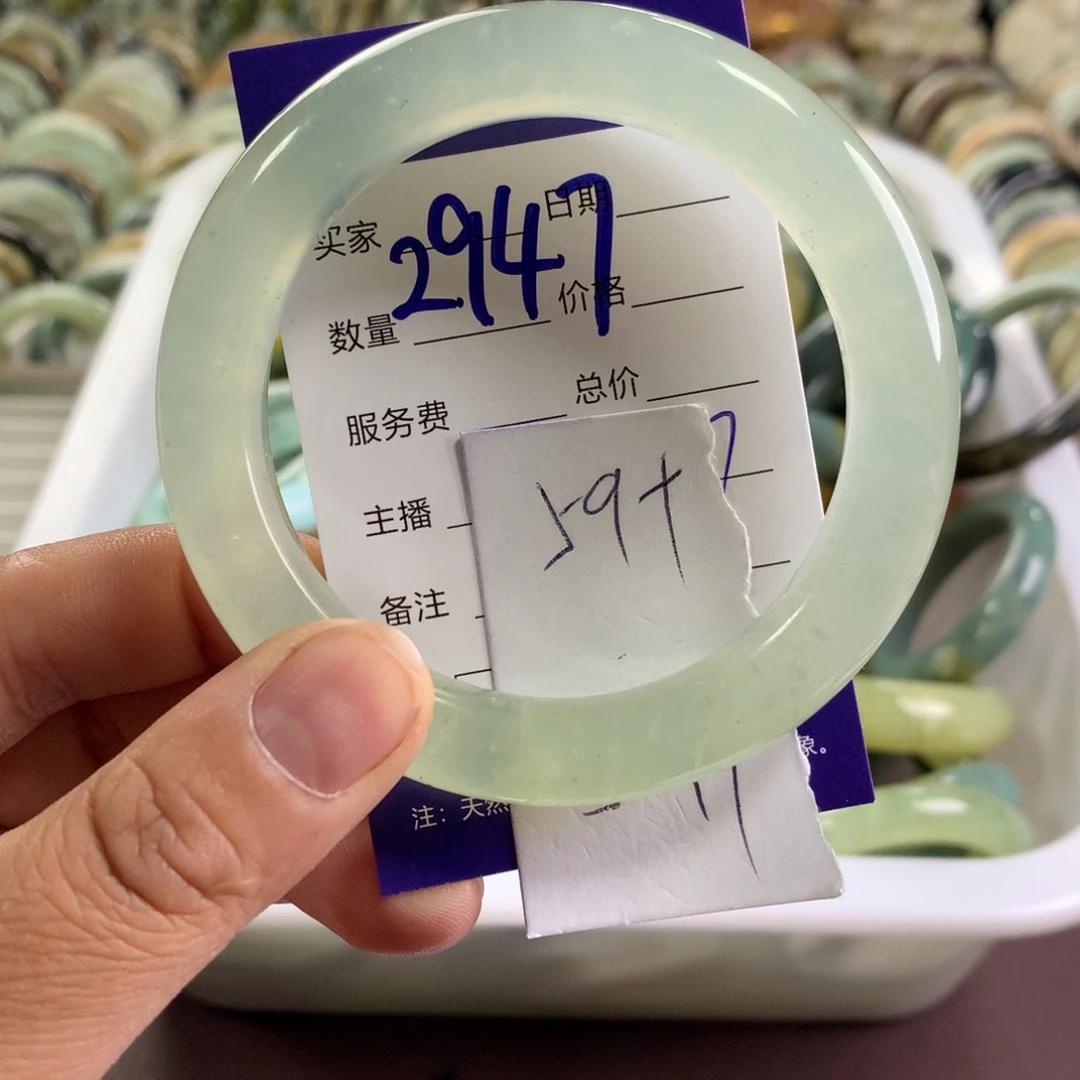 买家 2947 日期
数量 价格
服务费 总价
主播
59+
备注
注：天然
象。